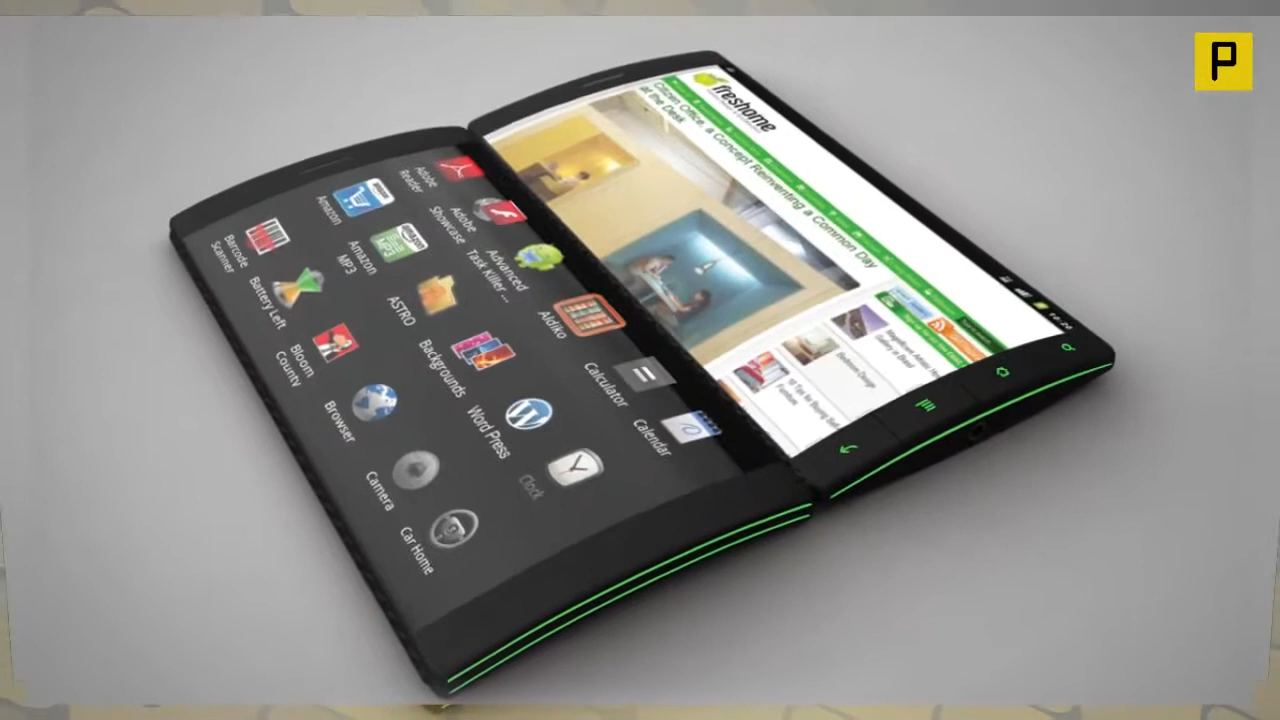 P
freshome
Citizen Office, a Concept Reinventing a Common Day
at the Desk
Adobe
Reader
Adobe
Showcase
Advanced
Task Killer ...
Aldiko
Calculator
Calendar
Amazon
Amazon
MP3
ASTRO
Backgrounds
Word Press
Clock
Barcode
Scanner
Battery Left
Bloom
County
Browser
Camera
Car Home
Bedroom Design